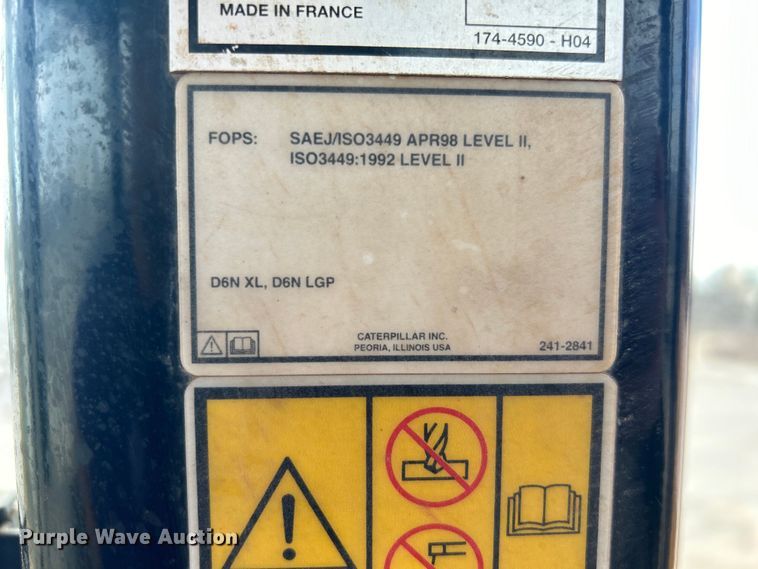 MADE IN FRANCE
174-4590 - H04
FOPS: SAEJ/ISO3449 APR98 LEVEL II,
ISO3449:1992 LEVEL II
D6N XL, D6N LGP
CATERPILLAR INC.
PEORIA, ILLINOIS USA
241-2841
Purple Wave Auction